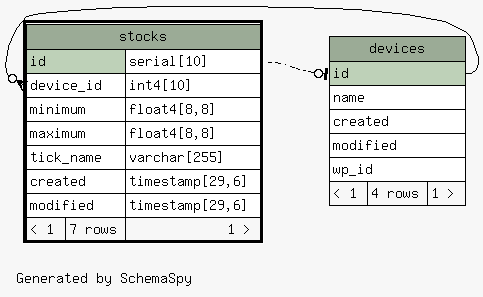 stocks
id serial[10]
device_id int4[10]
minimum float4[8,8]
maximum float4[8,8]
tick_name varchar[255]
created timestamp[29,6]
modified timestamp[29,6]
< 1 7 rows 1 >
devices
id
name
created
modified
wp_id
< 1 4 rows 1 >
Generated by SchemaSpy